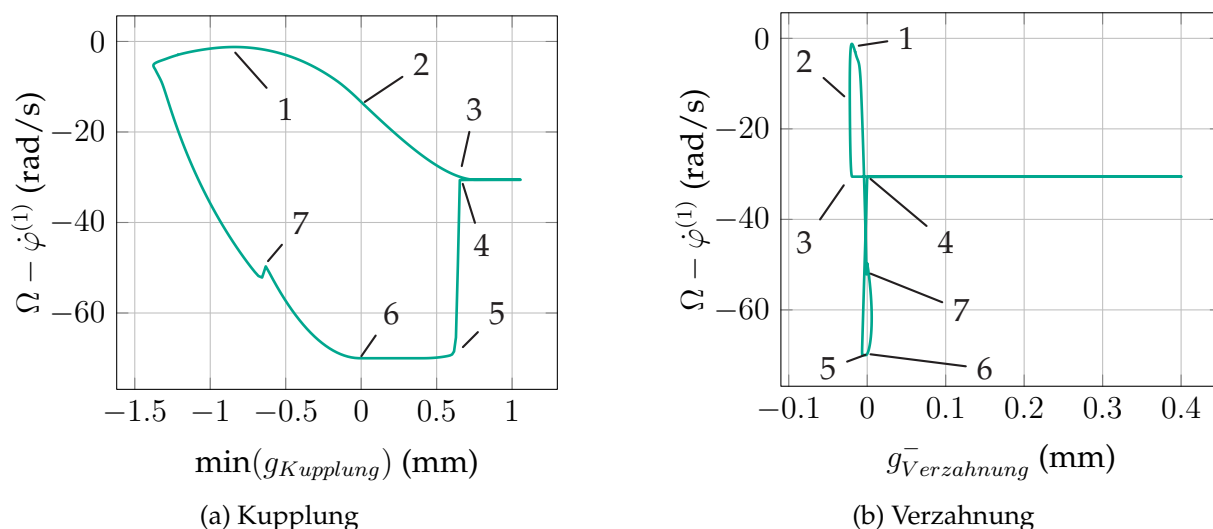 0
−20
−40
−60
Ω − φ̇⁽¹⁾ (rad/s)
−1.5 −1 −0.5 0 0.5 1
min(g_Kupplung) (mm)
1
2
3
4
5
6
7
(a) Kupplung
0
−20
−40
−60
Ω − φ̇⁽¹⁾ (rad/s)
−0.1 0 0.1 0.2 0.3 0.4
g⁻_Verzahnung (mm)
1
2
3
4
7
5
6
(b) Verzahnung